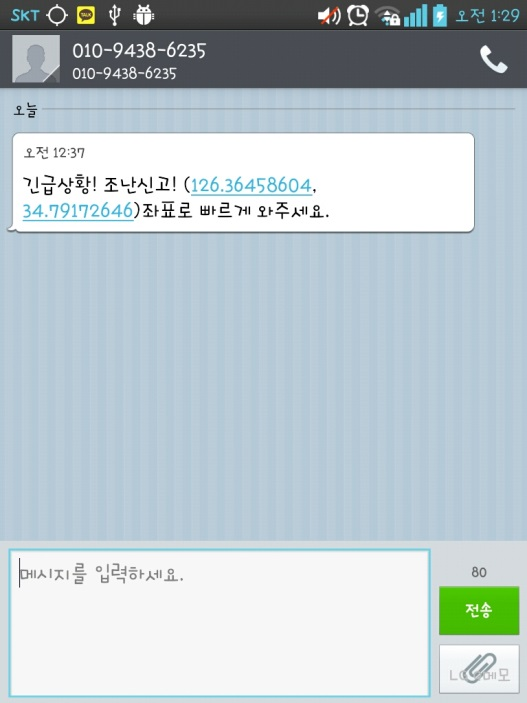 SKT TALK 오전 1:29
010-9438-6235
010-9438-6235
오늘
오전 12:37
긴급상황! 조난신고! (126.36458604,
34.79172646)좌표로 빠르게 와주세요.
메시지를 입력하세요.
80
전송